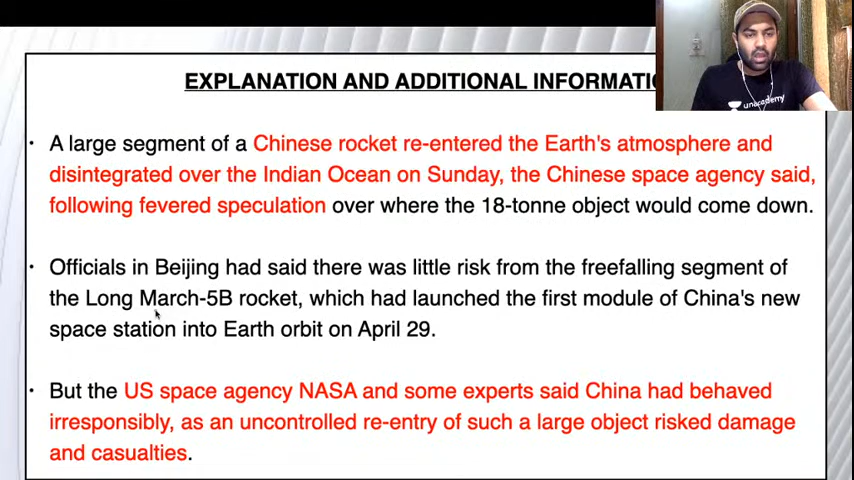 EXPLANATION AND ADDITIONAL INFORMATIO
unacademy
• A large segment of a Chinese rocket re-entered the Earth's atmosphere and
disintegrated over the Indian Ocean on Sunday, the Chinese space agency said,
following fevered speculation over where the 18-tonne object would come down.
• Officials in Beijing had said there was little risk from the freefalling segment of
the Long March-5B rocket, which had launched the first module of China's new
space station into Earth orbit on April 29.
• But the US space agency NASA and some experts said China had behaved
irresponsibly, as an uncontrolled re-entry of such a large object risked damage
and casualties.